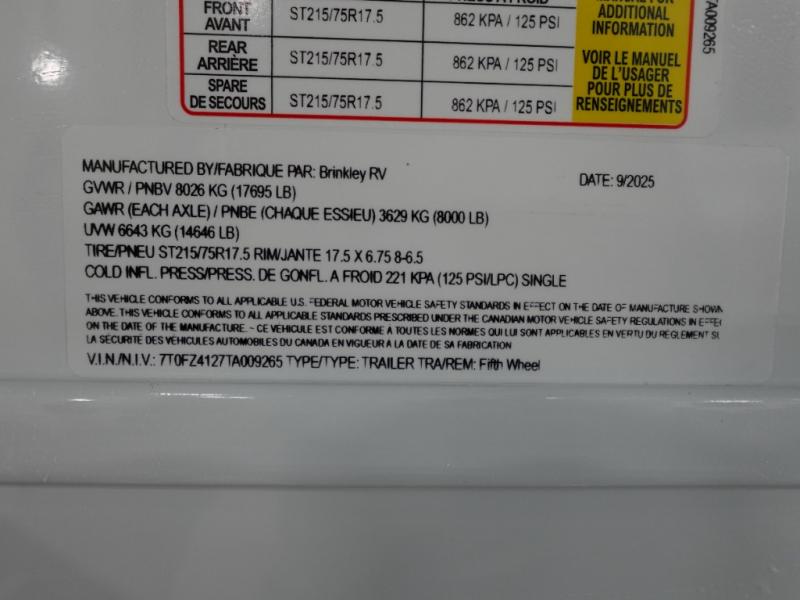 FRONT
AVANT
ST215/75R17.5
862 KPA / 125 PSI
ADDITIONAL
INFORMATION
REAR
ARRIÈRE
ST215/75R17.5
862 KPA / 125 PSI
VOIR LE MANUEL
DE L'USAGER
POUR PLUS DE
RENSEIGNEMENTS
SPARE
DE SECOURS
ST215/75R17.5
862 KPA / 125 PSI
TA009265
MANUFACTURED BY/FABRIQUE PAR: Brinkley RV
DATE: 9/2025
GVWR / PNBV 8026 KG (17695 LB)
GAWR (EACH AXLE) / PNBE (CHAQUE ESSIEU) 3629 KG (8000 LB)
UVW 6643 KG (14646 LB)
TIRE/PNEU ST215/75R17.5 RIM/JANTE 17.5 X 6.75 8-6.5
COLD INFL. PRESS/PRESS. DE GONFL. A FROID 221 KPA (125 PSI/LPC) SINGLE
THIS VEHICLE CONFORMS TO ALL APPLICABLE U.S. FEDERAL MOTOR VEHICLE SAFETY STANDARDS IN EFFECT ON THE DATE OF MANUFACTURE SHOWN
ABOVE. THIS VEHICLE CONFORMS TO ALL APPLICABLE STANDARDS PRESCRIBED UNDER THE CANADIAN MOTOR VEHICLE SAFETY REGULATIONS IN EFFE
ON THE DATE OF THE MANUFACTURE. ~ CE VEHICULE EST CONFORME A TOUTES LES NORMES QUI LUI SONT APPLICABLES EN VERTU DU REGLEMENT SU
LA SÉCURITÉ DES VÉHICULES AUTOMOBILES DU CANADA EN VIGUEUR A LA DATE DE SA FABRICATION
V.I.N./N.I.V.: 7T0FZ4127TA009265 TYPE/TYPE: TRAILER TRA/REM: Fifth Wheel